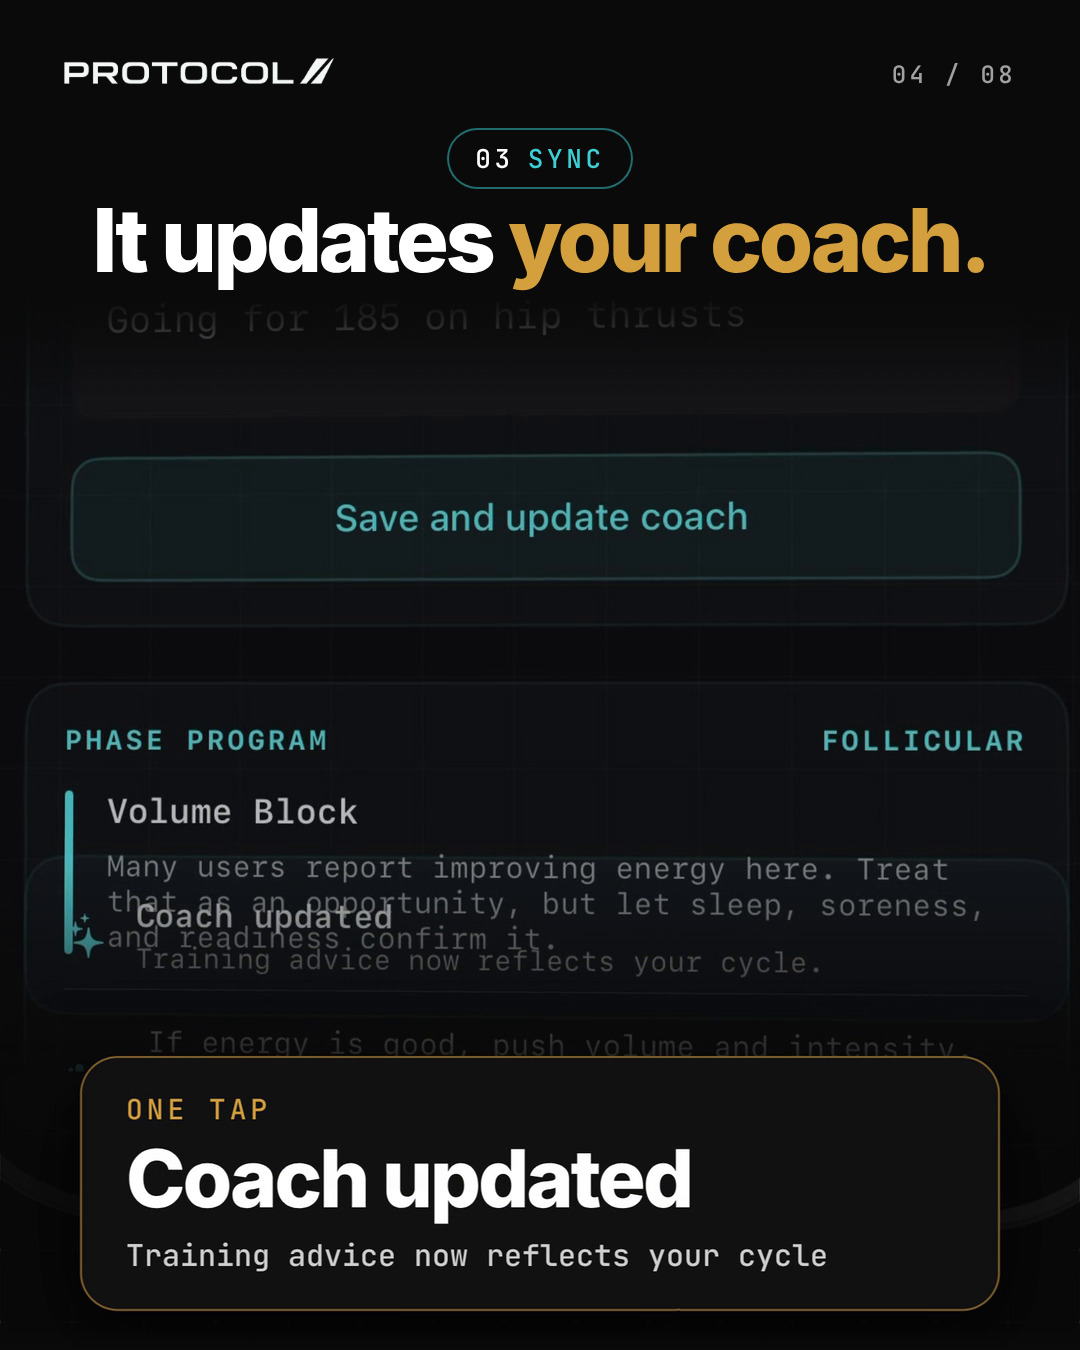 PROTOCOL
04 / 08
03 SYNC
It updates your coach.
Going for 185 on hip thrusts
Save and update coach
PHASE PROGRAM
FOLLICULAR
Volume Block
Many users report improving energy here. Treat
that as an opportunity, but let sleep, soreness,
and readiness confirm it.
Coach updated
Training advice now reflects your cycle.
If energy is good, push volume and intensity.
ONE TAP
Coach updated
Training advice now reflects your cycle